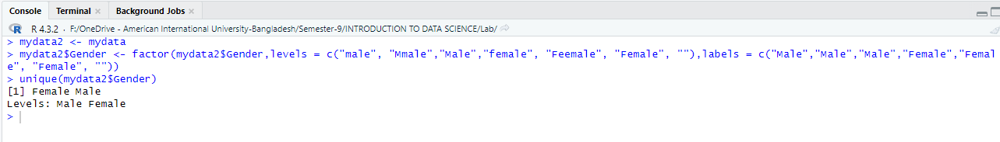 Console Terminal × Background Jobs ×
R 4.3.2 · F:/OneDrive - American International University-Bangladesh/Semester-9/INTRODUCTION TO DATA SCIENCE/Lab/
> mydata2 <- mydata
> mydata2$Gender <- factor(mydata2$Gender,levels = c("male", "Mmale","Male","female", "Feemale", "Female", ""),labels = c("Male","Male","Male","Female","Femal
e", "Female", ""))
> unique(mydata2$Gender)
[1] Female Male
Levels: Male Female
>